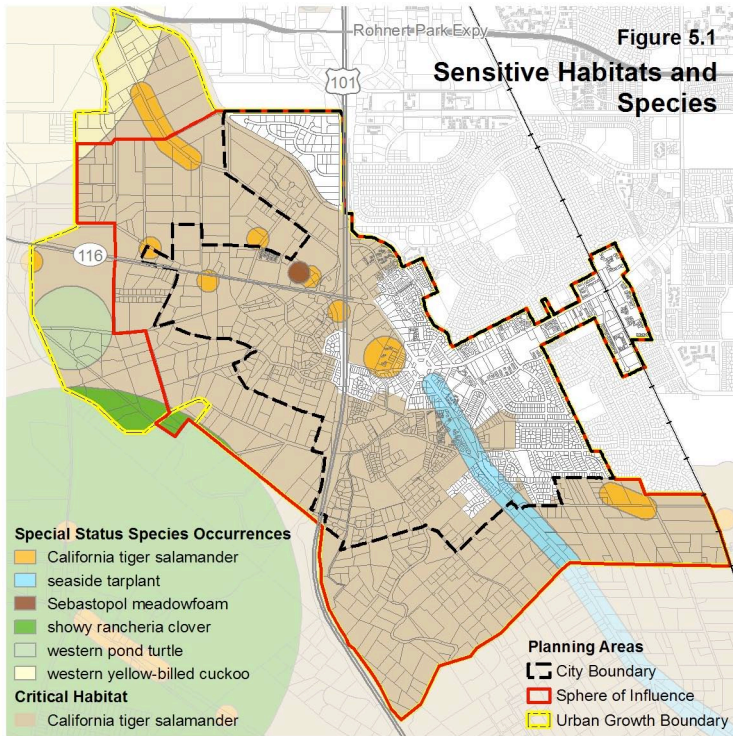 Rohnert Park Expy
Figure 5.1
Sensitive Habitats and
Species
101
116
Special Status Species Occurrences
California tiger salamander
seaside tarplant
Sebastopol meadowfoam
showy rancheria clover
western pond turtle
western yellow-billed cuckoo
Critical Habitat
California tiger salamander
Planning Areas
City Boundary
Sphere of Influence
Urban Growth Boundary